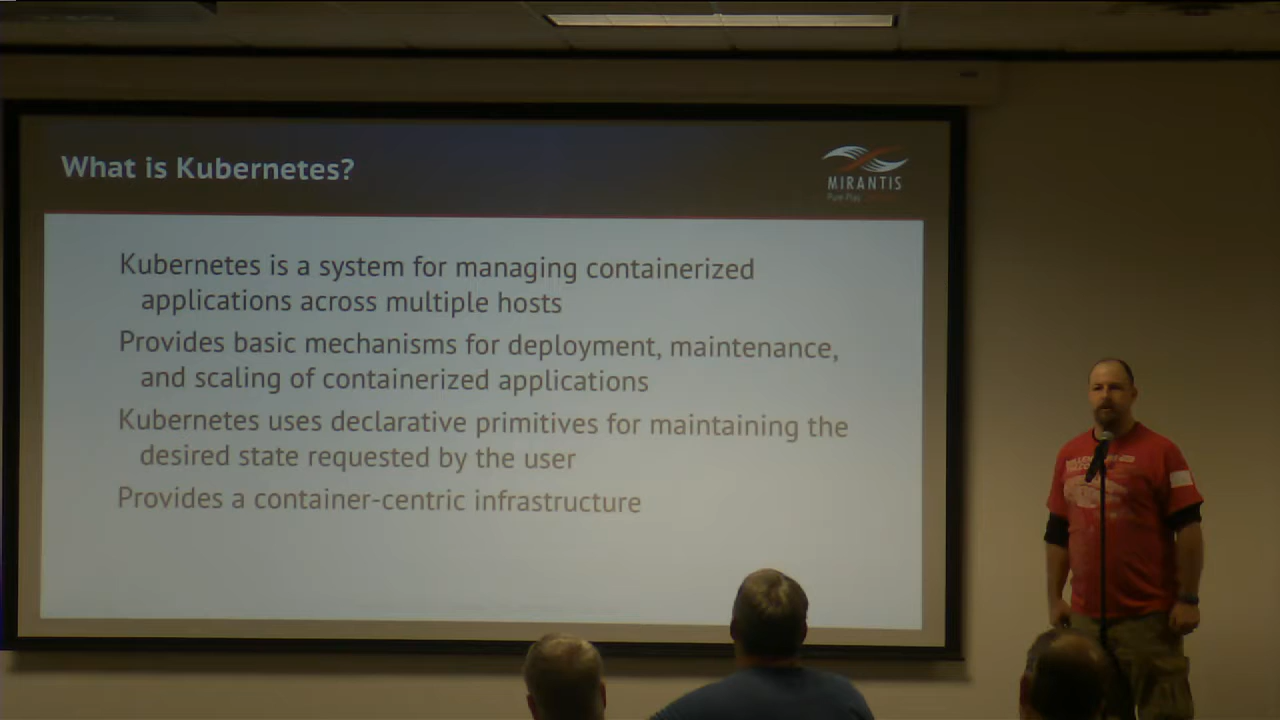 What is Kubernetes?
MIRANTIS
Pure-Play
Kubernetes is a system for managing containerized
applications across multiple hosts
Provides basic mechanisms for deployment, maintenance,
and scaling of containerized applications
Kubernetes uses declarative primitives for maintaining the
desired state requested by the user
Provides a container-centric infrastructure